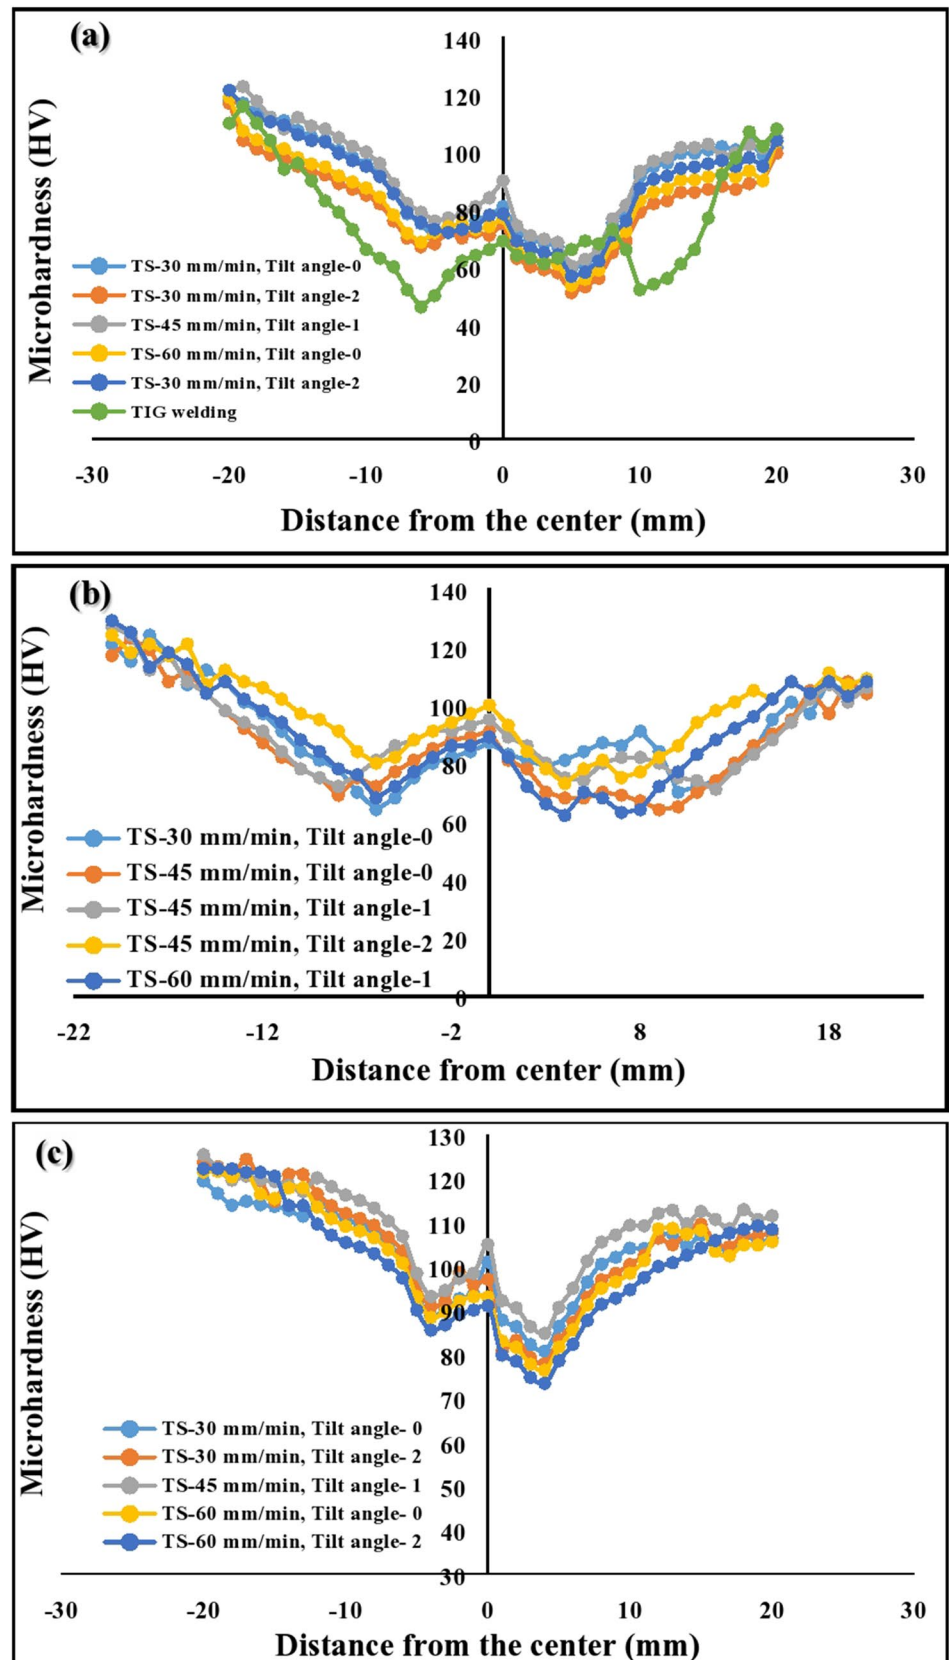 (a)
140
120
100
80
60
40
20
0
Microhardness (HV)
TS-30 mm/min, Tilt angle-0
TS-30 mm/min, Tilt angle-2
TS-45 mm/min, Tilt angle-1
TS-60 mm/min, Tilt angle-0
TS-30 mm/min, Tilt angle-2
TIG welding
-30 -20 -10 0 10 20 30
Distance from the center (mm)
(b)
140
120
100
80
60
40
20
0
Microhardness (HV)
TS-30 mm/min, Tilt angle-0
TS-45 mm/min, Tilt angle-0
TS-45 mm/min, Tilt angle-1
TS-45 mm/min, Tilt angle-2
TS-60 mm/min, Tilt angle-1
-22 -12 -2 8 18
Distance from center (mm)
(c)
130
120
110
100
90
80
70
60
50
40
30
Microhardness (HV)
TS-30 mm/min, Tilt angle- 0
TS-30 mm/min, Tilt angle- 2
TS-45 mm/min, Tilt angle- 1
TS-60 mm/min, Tilt angle- 0
TS-60 mm/min, Tilt angle- 2
-30 -20 -10 0 10 20 30
Distance from the center (mm)